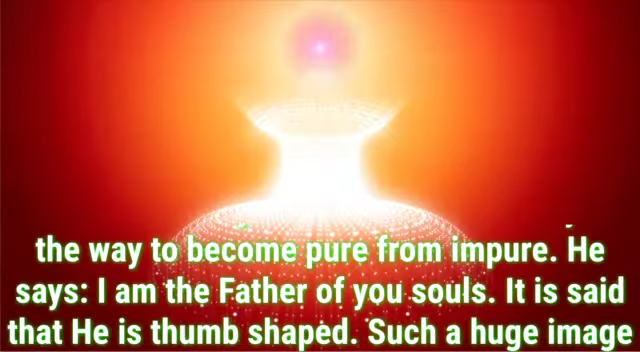 the way to become pure from impure. He
says: I am the Father of you souls. It is said
that He is thumb shaped. Such a huge image